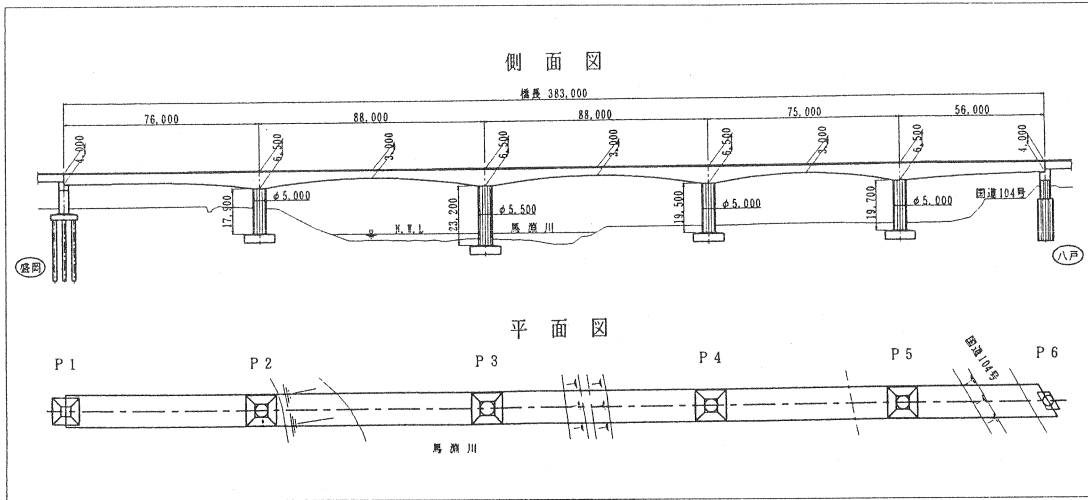 側面図
橋長 383,000
76,000 88,000 88,000 75,000 56,000
4,000 6,500 3,000 6,500 3,000 6,500 3,000 6,500 4,000
17,900 φ5,000 23,200 φ5,500 19,500 φ5,000 19,700 φ5,000 国道104号
H.W.L 馬淵川
盛岡 八戸
平面図
P1 P2 P3 P4 P5 国道104号 P6
馬淵川